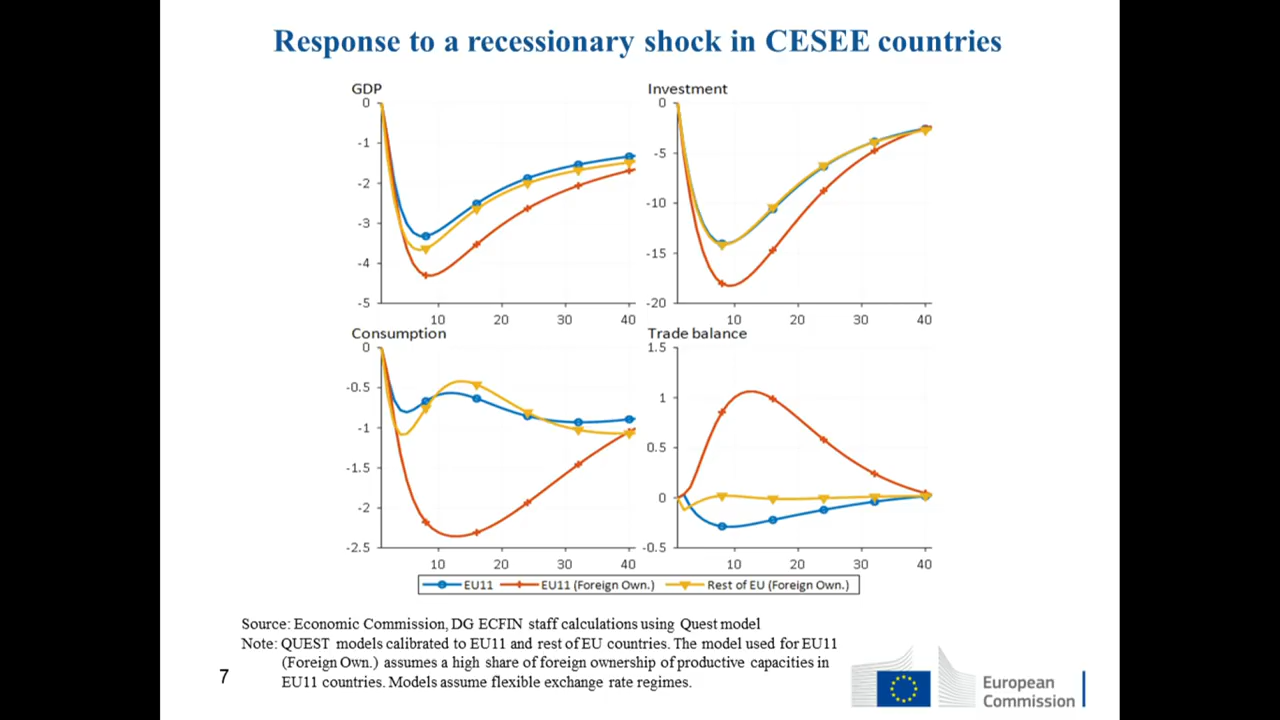 Response to a recessionary shock in CESEE countries
GDP
0
-1
-2
-3
-4
-5
10 20 30 40
Investment
0
-5
-10
-15
-20
10 20 30 40
Consumption
0
-0.5
-1
-1.5
-2
-2.5
10 20 30 40
Trade balance
1.5
1
0.5
0
-0.5
10 20 30 40
EU11 EU11 (Foreign Own.) Rest of EU (Foreign Own.)
Source: Economic Commission, DG ECFIN staff calculations using Quest model
Note: QUEST models calibrated to EU11 and rest of EU countries. The model used for EU11
(Foreign Own.) assumes a high share of foreign ownership of productive capacities in
EU11 countries. Models assume flexible exchange rate regimes.
7
European
Commission